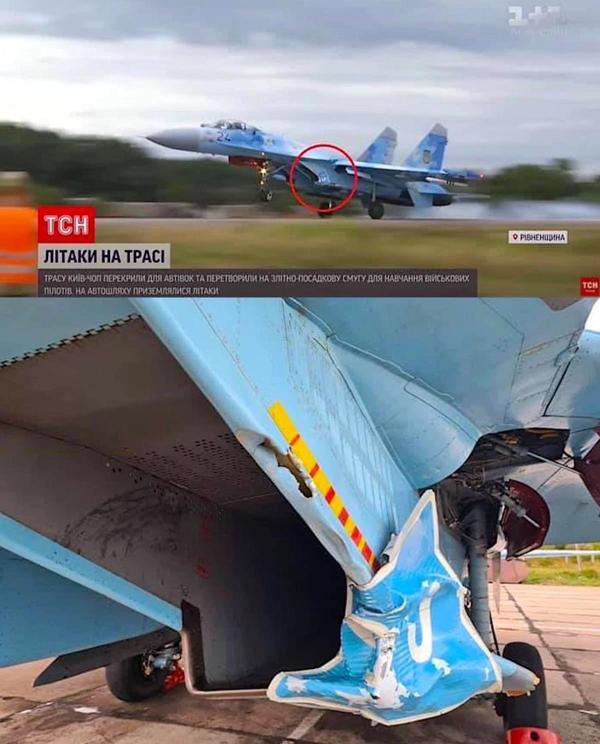 1+1
24
ТСН
ЛІТАКИ НА ТРАСІ
РІВНЕНЩИНА
ТРАСУ КИЇВ-ЧОП ПЕРЕКРИЛИ ДЛЯ АВТІВОК ТА ПЕРЕТВОРИЛИ НА ЗЛІТНО-ПОСАДКОВУ СМУГУ ДЛЯ НАВЧАННЯ ВІЙСЬКОВИХ
ПІЛОТІВ. НА АВТОШЛЯХУ ПРИЗЕМЛЯЛИСЯ ЛІТАКИ
ТСН